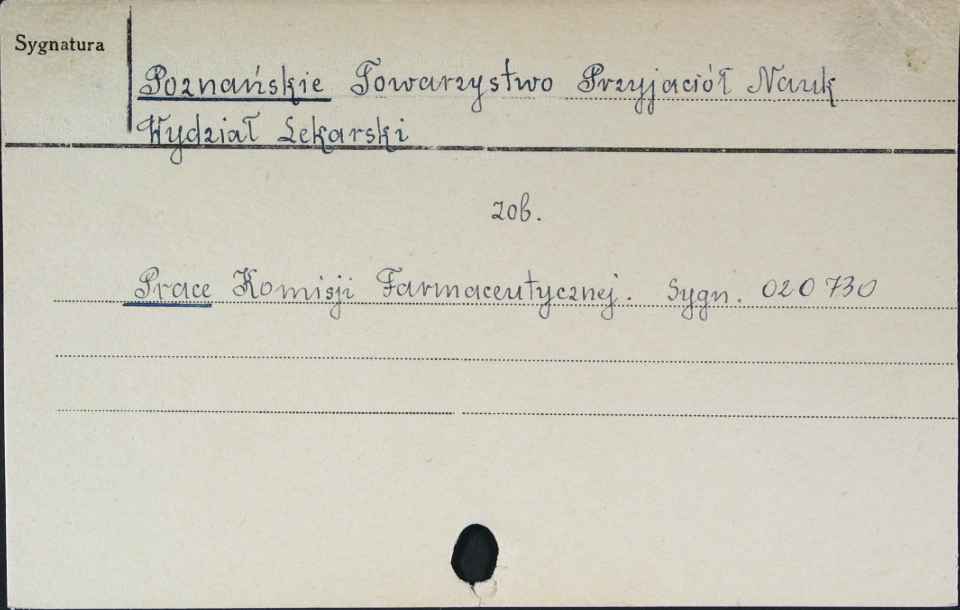 Sygnatura
Poznańskie Towarzystwo Przyjaciół Nauk
Wydział Lekarski
zob.
Prace Komisji Farmaceutycznej. Sygn. 020730